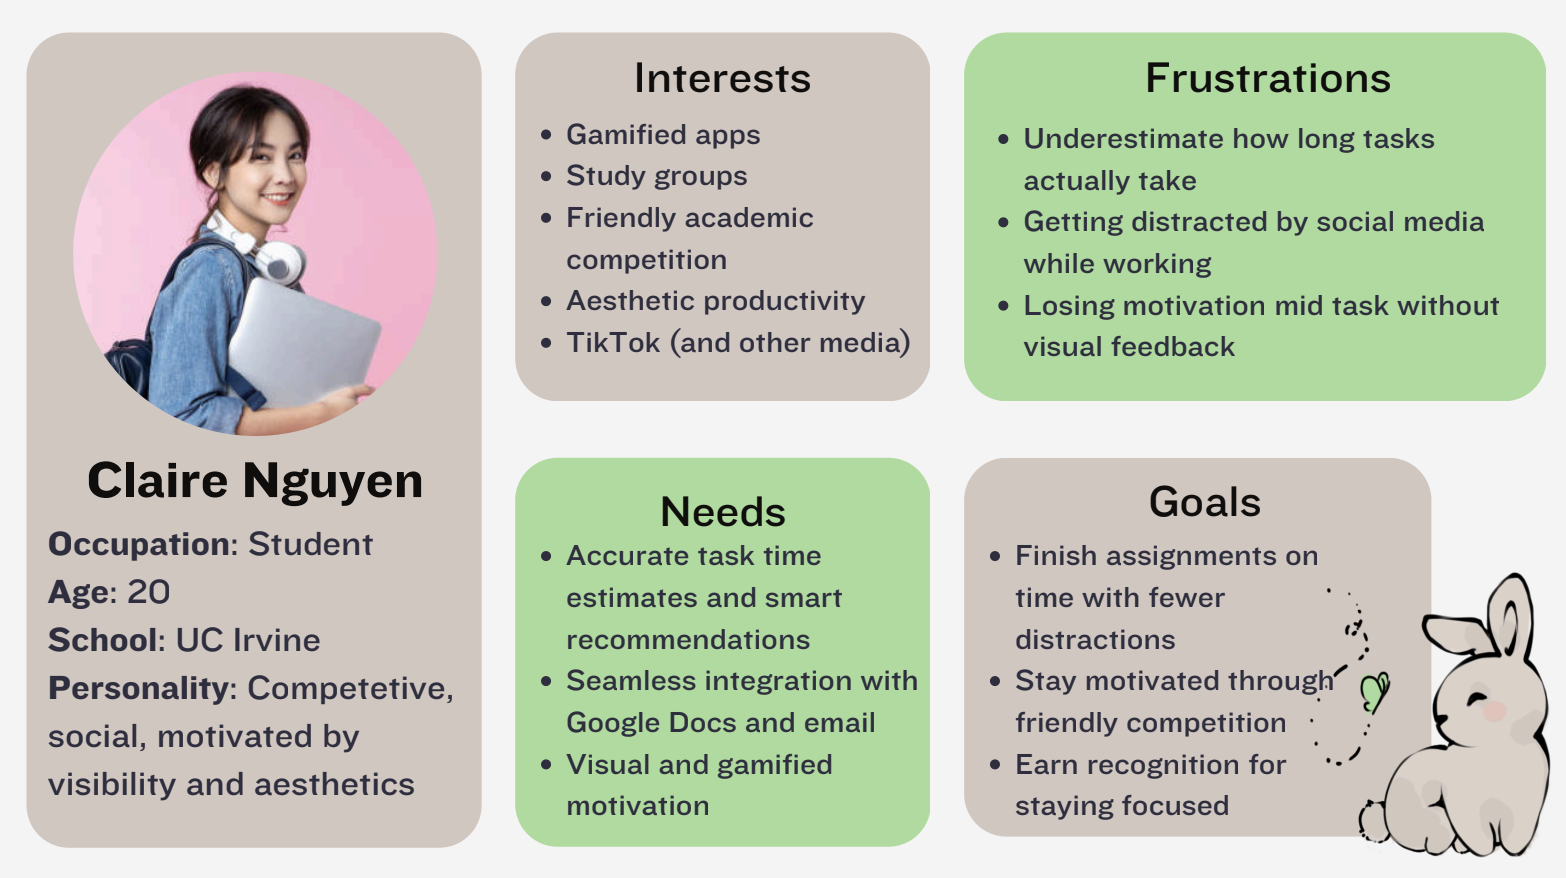 Claire Nguyen
Occupation: Student
Age: 20
School: UC Irvine
Personality: Competetive,
social, motivated by
visibility and aesthetics
Interests
• Gamified apps
• Study groups
• Friendly academic
competition
• Aesthetic productivity
• TikTok (and other media)
Frustrations
• Underestimate how long tasks
actually take
• Getting distracted by social media
while working
• Losing motivation mid task without
visual feedback
Needs
• Accurate task time
estimates and smart
recommendations
• Seamless integration with
Google Docs and email
• Visual and gamified
motivation
Goals
• Finish assignments on
time with fewer
distractions
• Stay motivated through
friendly competition
• Earn recognition for
staying focused